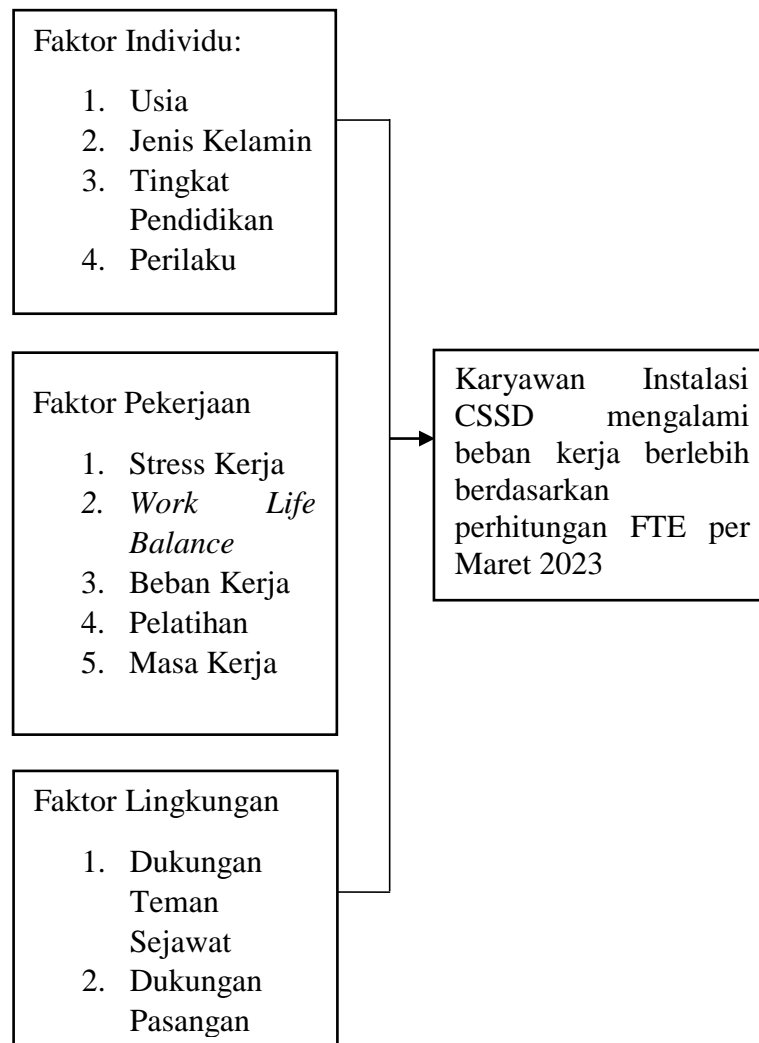 Faktor Individu:
1. Usia
2. Jenis Kelamin
3. Tingkat
Pendidikan
4. Perilaku
Faktor Pekerjaan
1. Stress Kerja
2. Work Life
Balance
3. Beban Kerja
4. Pelatihan
5. Masa Kerja
Faktor Lingkungan
1. Dukungan
Teman
Sejawat
2. Dukungan
Pasangan
Karyawan Instalasi
CSSD mengalami
beban kerja berlebih
berdasarkan
perhitungan FTE per
Maret 2023